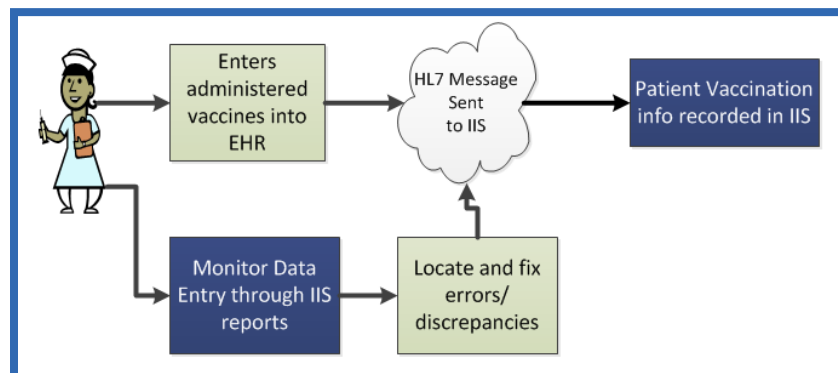 Enters
administered
vaccines into
EHR
HL7 Message
Sent
to IIS
Patient Vaccination
info recorded in IIS
Monitor Data
Entry through IIS
reports
Locate and fix
errors/
discrepancies